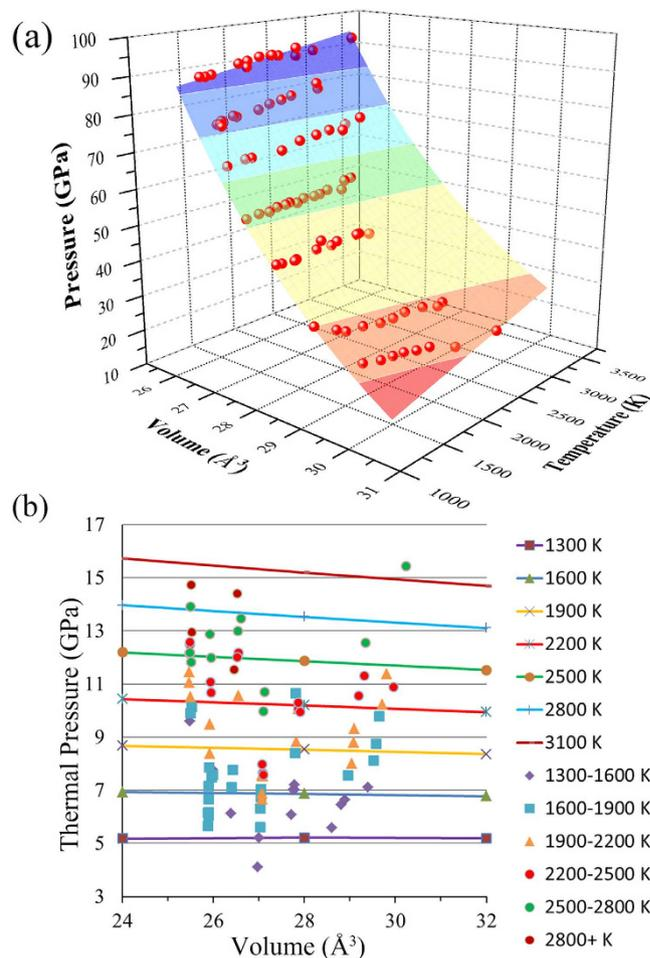 (a)
100
90
80
70
60
50
40
30
20
10
Pressure (GPa)
26
27
28
29
30
31
Volume (Å³)
1000
1500
2000
2500
3000
3500
Temperature (K)
(b)
17
15
13
11
9
7
5
3
Thermal Pressure (GPa)
24 26 28 30 32
Volume (Å³)
1300 K
1600 K
1900 K
2200 K
2500 K
2800 K
3100 K
1300-1600 K
1600-1900 K
1900-2200 K
2200-2500 K
2500-2800 K
2800+ K